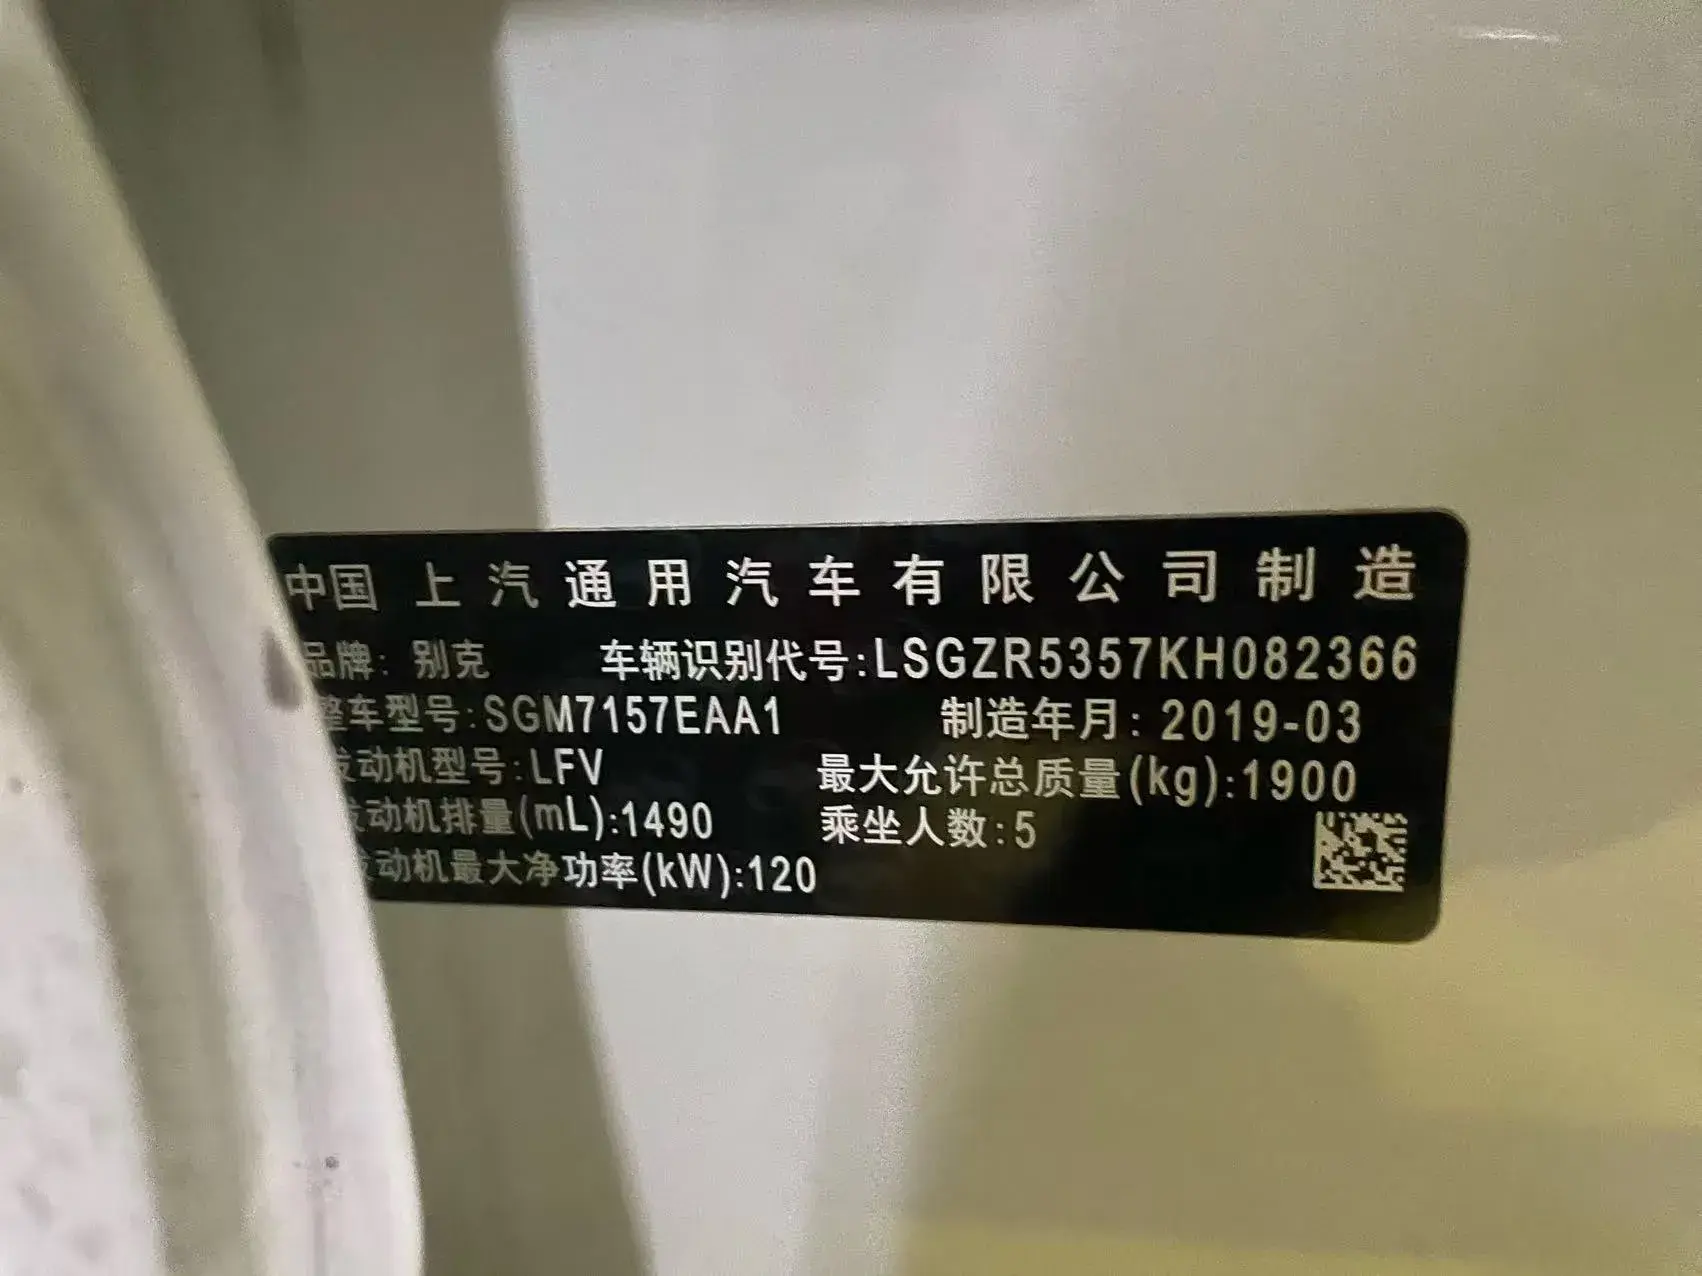 中国 上汽通用汽车有限公司制造
品牌: 别克 车辆识别代号:LSGZR5357KH082366
整车型号:SGM7157EAA1 制造年月: 2019-03
发动机型号:LFV 最大允许总质量(kg):1900
发动机排量(mL):1490 乘坐人数:5
发动机最大净功率(kW):120